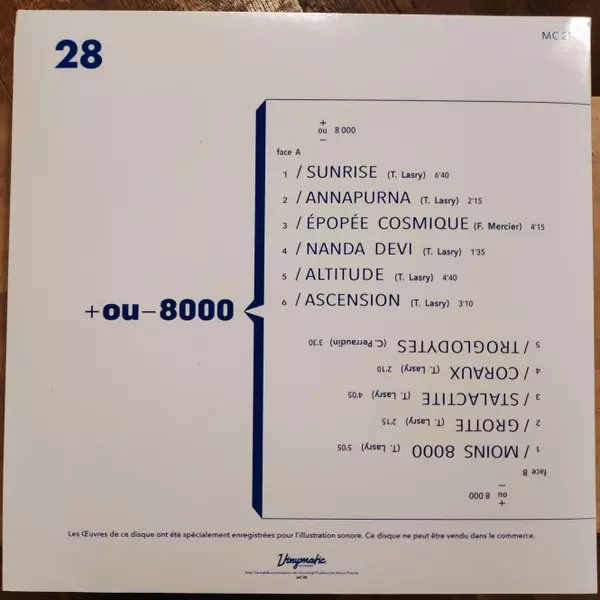 28
MC 28
+
ou 8 000
−
face A
1 / SUNRISE (T. Lasry) 6'40
2 / ANNAPURNA (T. Lasry) 2'15
3 / ÉPOPÉE COSMIQUE (F. Mercier) 4'15
4 / NANDA DEVI (T. Lasry) 1'35
5 / ALTITUDE (T. Lasry) 4'40
6 / ASCENSION (T. Lasry) 3'10
+ou−8000
+
ou 8 000
−
face B
1 / MOINS 8000 (T. Lasry) 5'05
2 / GROTTE (T. Lasry) 2'15
3 / STALACTITE (T. Lasry) 4'05
4 / CORAUX (T. Lasry) 2'10
5 / TROGLODYTES (C. Perraudin) 3'30
Les Œuvres de ce disque ont été spécialement enregistrées pour l'illustration sonore. Ce disque ne peut être vendu dans le commerce.
Vinymatic